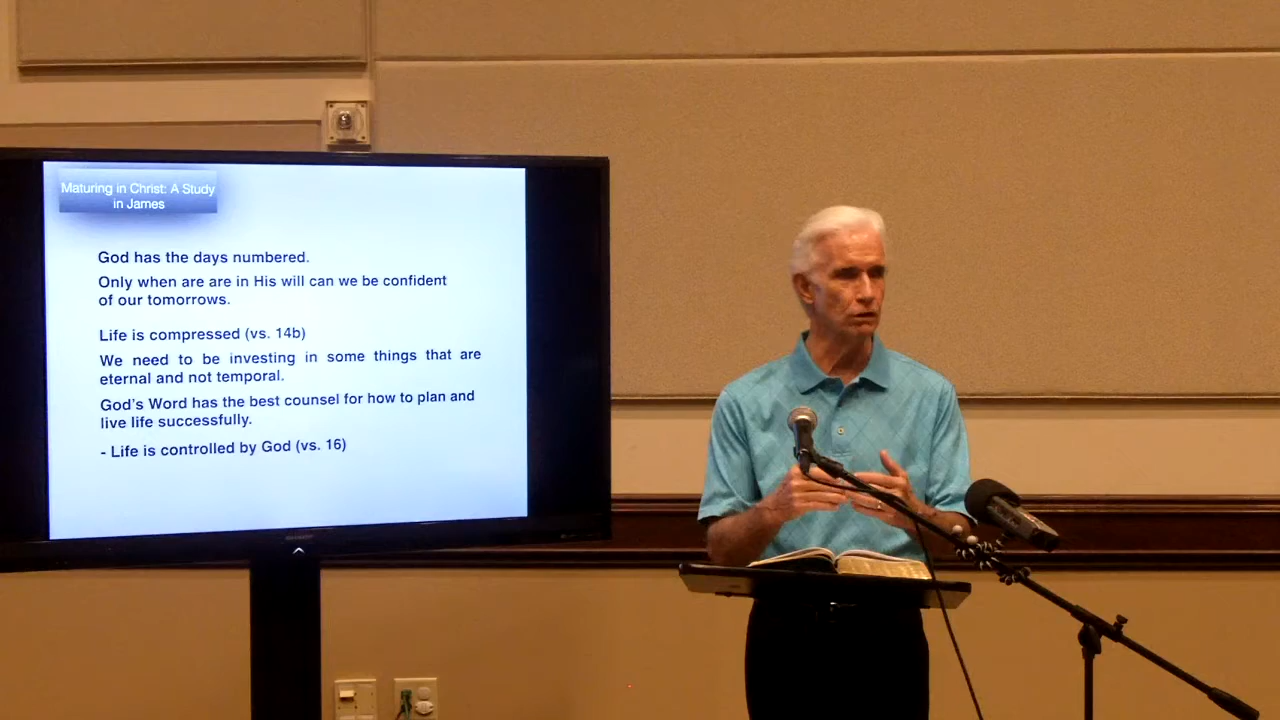 Maturing in Christ: A Study
in James
God has the days numbered.
Only when are are in His will can we be confident
of our tomorrows.
Life is compressed (vs. 14b)
We need to be investing in some things that are
eternal and not temporal.
God's Word has the best counsel for how to plan and
live life successfully.
- Life is controlled by God (vs. 16)
SHARP